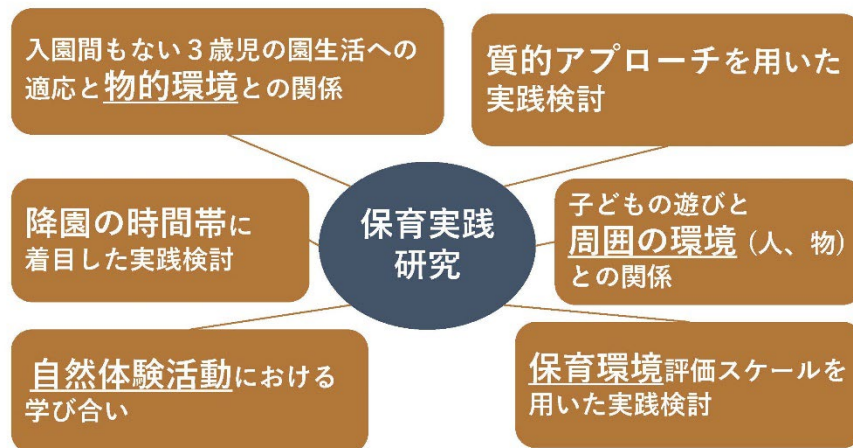 入園間もない３歳児の園生活への
適応と物的環境との関係
質的アプローチを用いた
実践検討
降園の時間帯に
着目した実践検討
保育実践
研究
子どもの遊びと
周囲の環境（人、物）
との関係
自然体験活動における
学び合い
保育環境評価スケールを
用いた実践検討